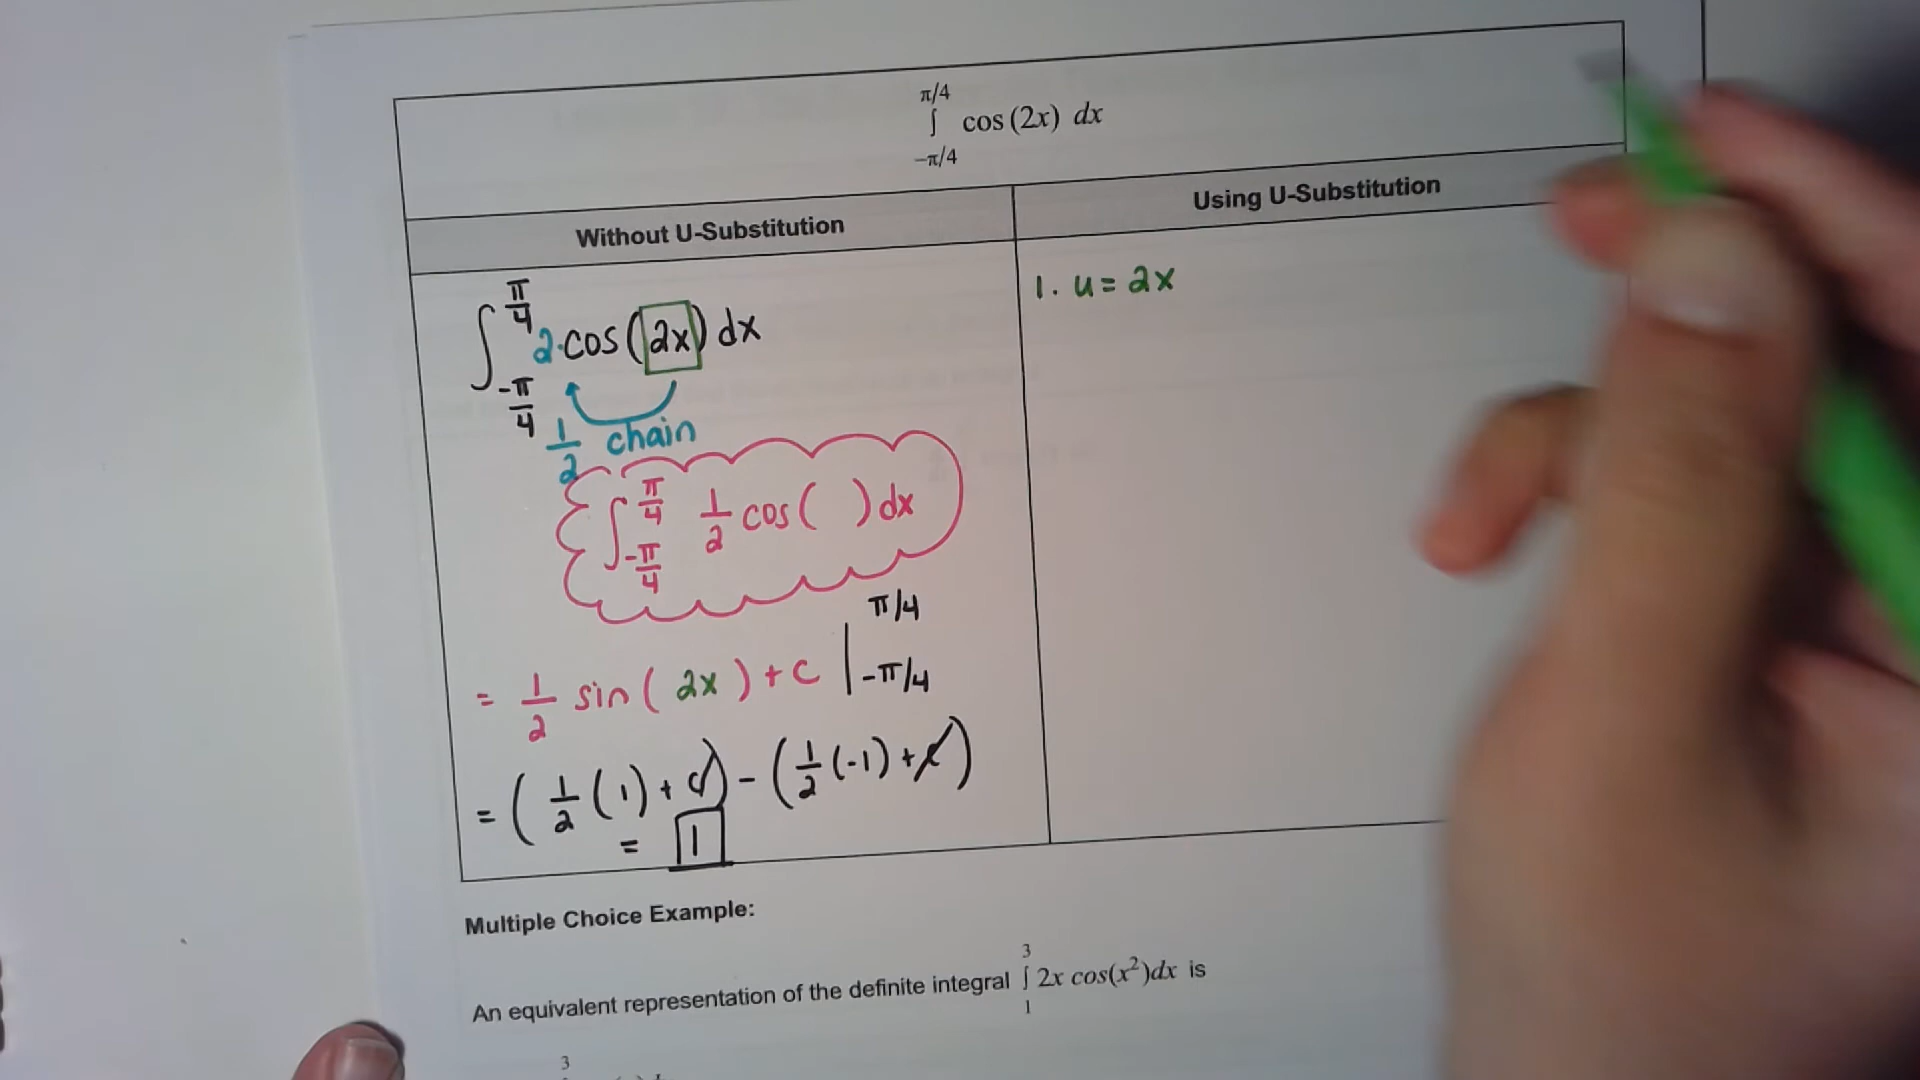 π/4
∫ cos (2x) dx
−π/4
Without U-Substitution
Using U-Substitution
∫ π/4 -π/4 2·cos(2x) dx
1/2 chain
∫ π/4 -π/4 1/2 cos( ) dx
= 1/2 sin( 2x ) + C | π/4 -π/4
= ( 1/2 (1) + C ) - ( 1/2 (-1) + C )
= 1
1. u = 2x
Multiple Choice Example:
3
An equivalent representation of the definite integral ∫ 2x cos(x²)dx is
1
3